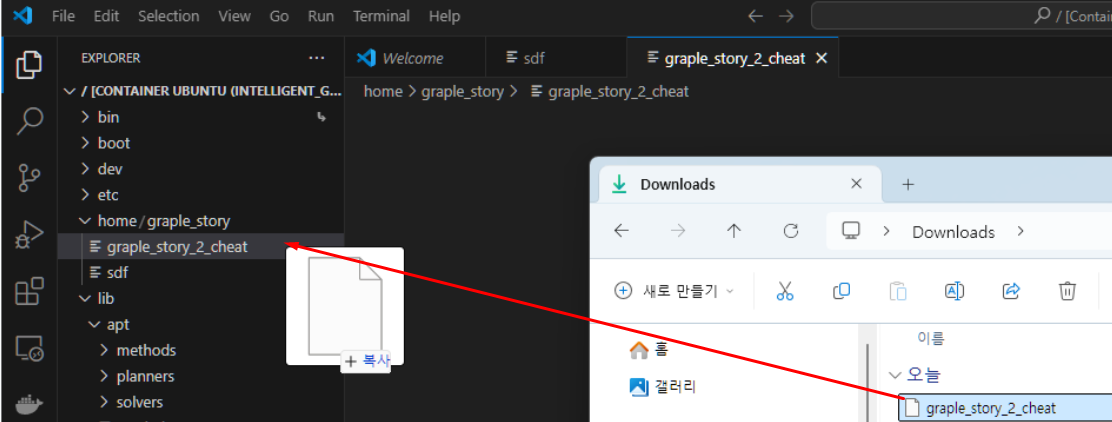 File Edit Selection View Go Run Terminal Help
/ [Contai
EXPLORER
Welcome
sdf
graple_story_2_cheat
/ [CONTAINER UBUNTU (INTELLIGENT_G...
home > graple_story > graple_story_2_cheat
bin
boot
dev
etc
home / graple_story
graple_story_2_cheat
sdf
lib
apt
methods
planners
solvers
+ 복사
Downloads
Downloads
새로 만들기
이름
홈
오늘
갤러리
graple_story_2_cheat